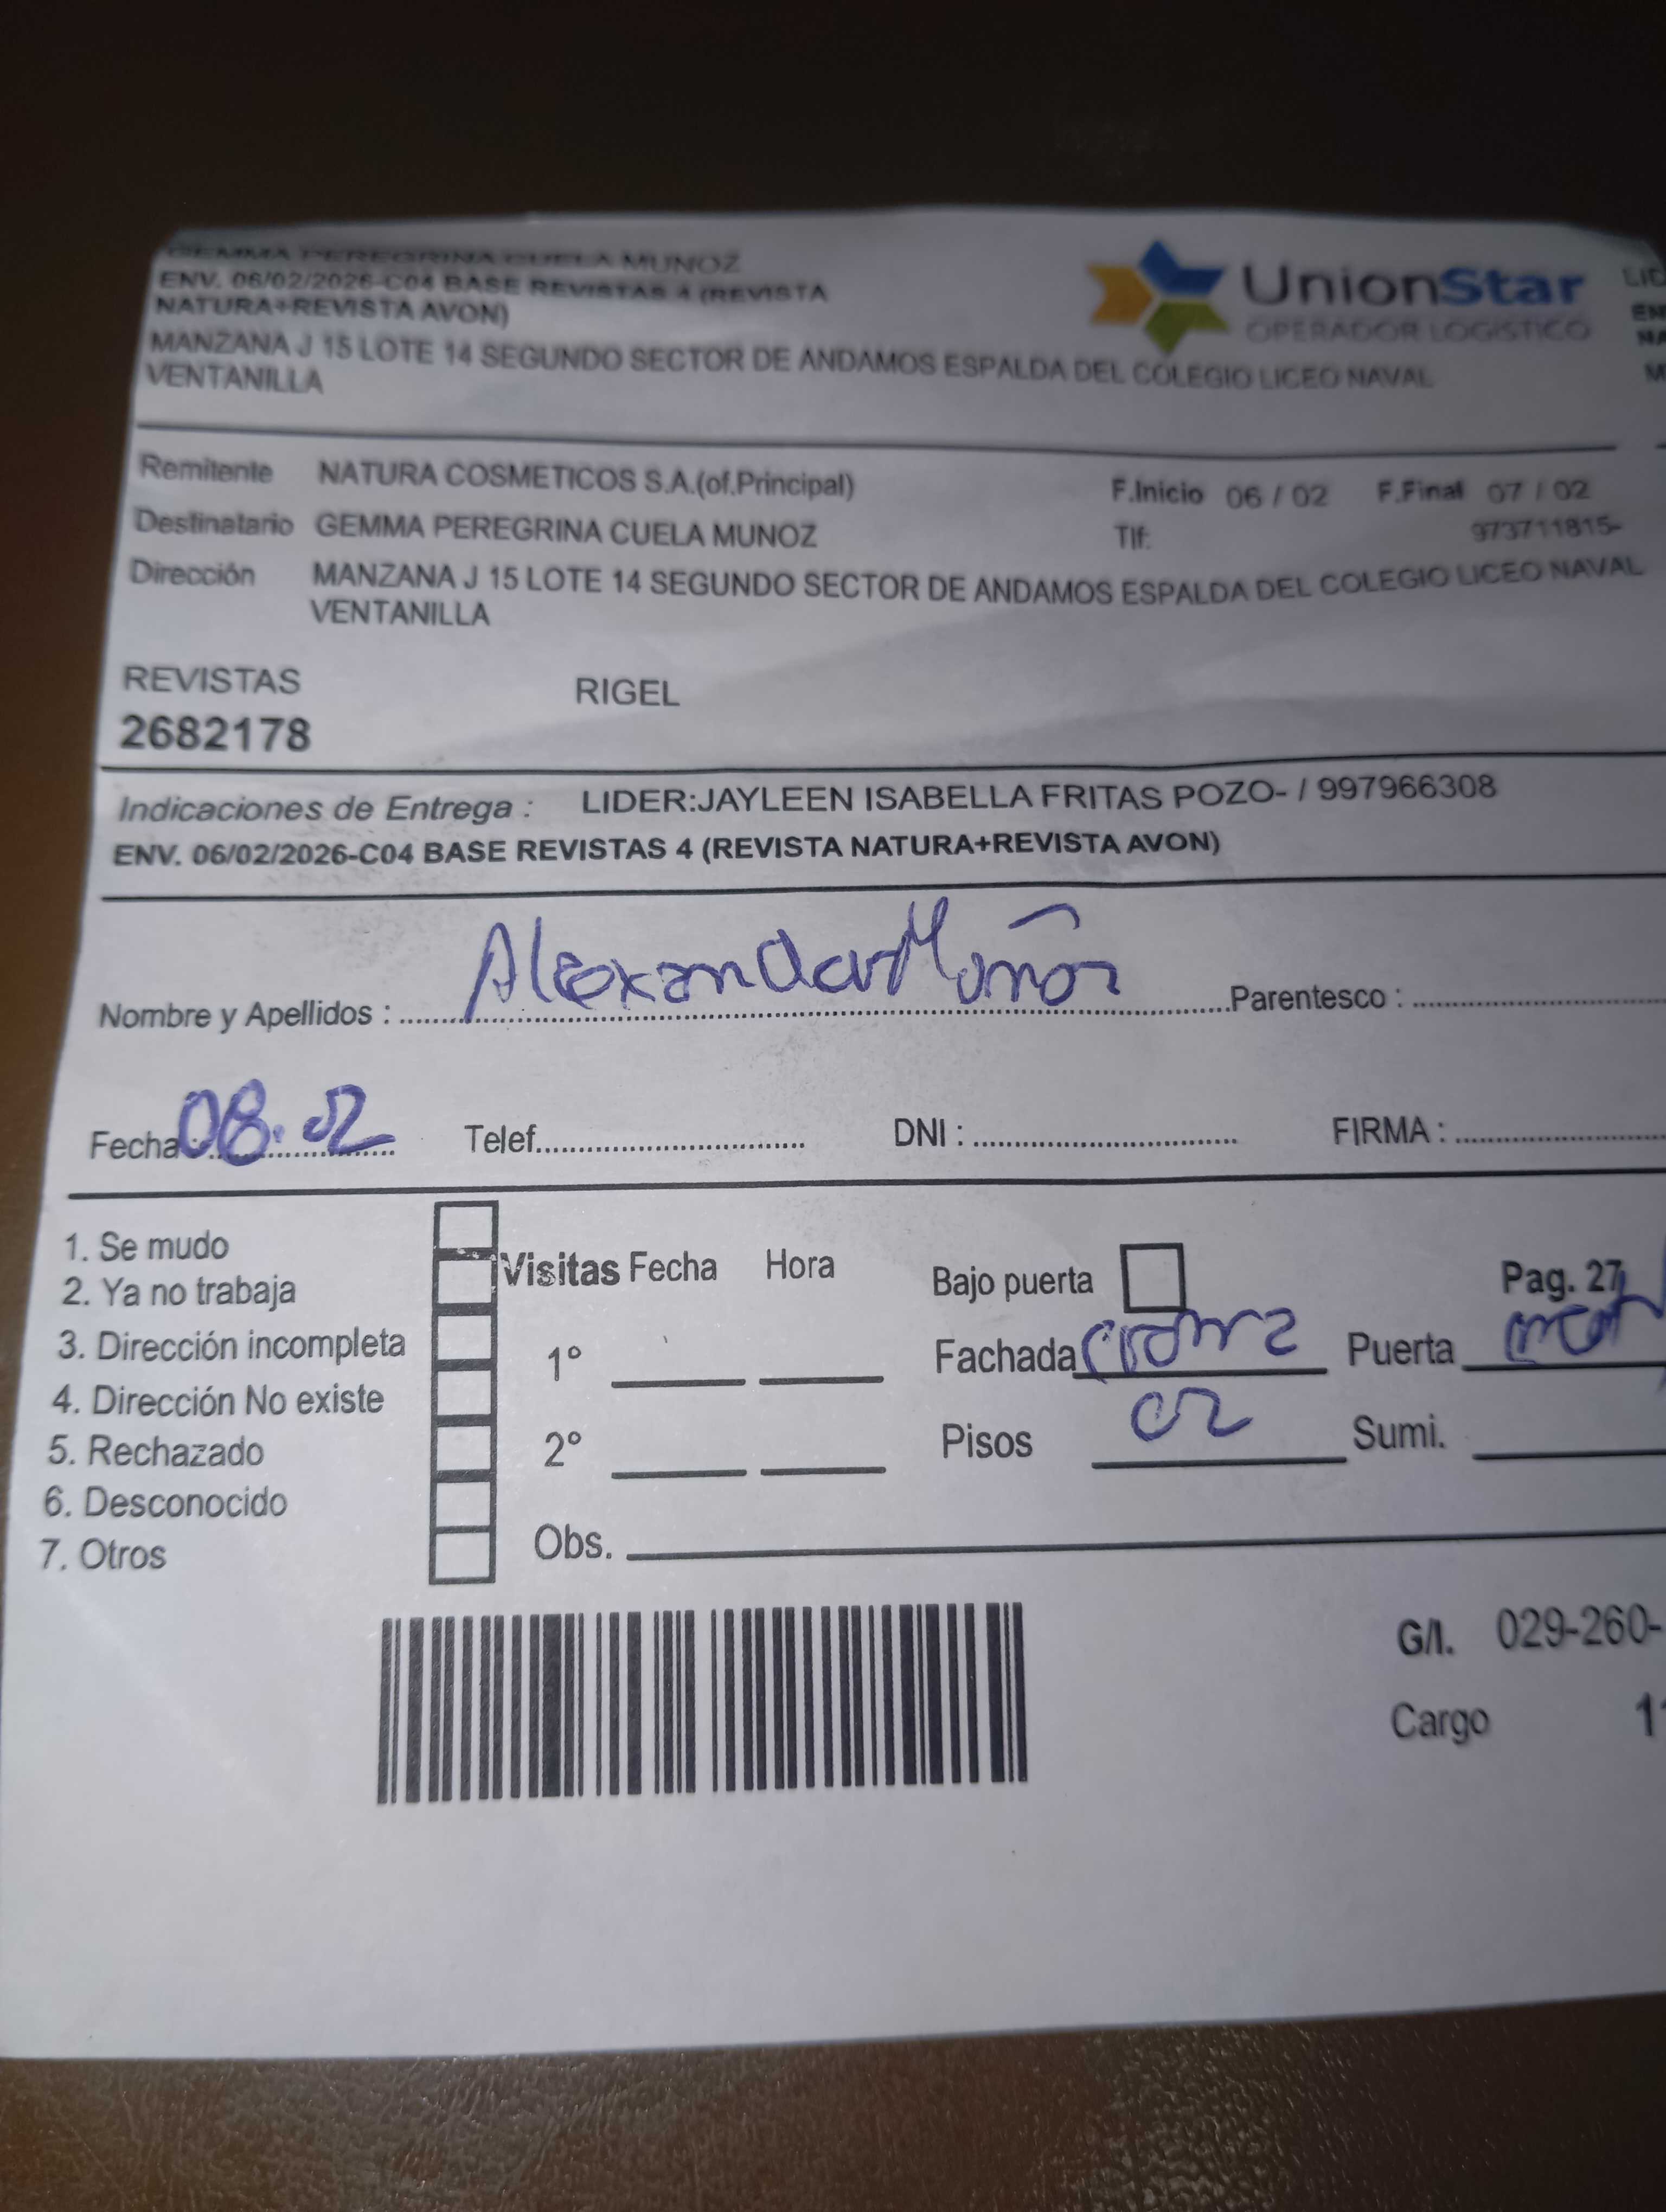 GEMMA PEREGRINA CUELA MUNOZ
ENV. 06/02/2026-C04 BASE REVISTAS 4 (REVISTA
NATURA+REVISTA AVON)
MANZANA J 15 LOTE 14 SEGUNDO SECTOR DE ANDAMOS ESPALDA DEL COLEGIO LICEO NAVAL
VENTANILLA
UnionStar
OPERADOR LOGÍSTICO
Remitente NATURA COSMETICOS S.A.(of.Principal) F.Inicio 06 / 02 F.Final 07 / 02
Destinatario GEMMA PEREGRINA CUELA MUNOZ Tlf: 973711815-
Dirección MANZANA J 15 LOTE 14 SEGUNDO SECTOR DE ANDAMOS ESPALDA DEL COLEGIO LICEO NAVAL
VENTANILLA
REVISTAS RIGEL
2682178
Indicaciones de Entrega : LIDER:JAYLEEN ISABELLA FRITAS POZO- / 997966308
ENV. 06/02/2026-C04 BASE REVISTAS 4 (REVISTA NATURA+REVISTA AVON)
Nombre y Apellidos : Alexandar Muñoz Parentesco :
Fecha : 08.02 Telef. DNI : FIRMA :
1. Se mudo
2. Ya no trabaja
3. Dirección incompleta
4. Dirección No existe
5. Rechazado
6. Desconocido
7. Otros
Visitas Fecha Hora
1°
2°
Obs.
Bajo puerta Pag. 27
Fachada Puerta
Pisos 02 Sumi.
G/I. 029-260-
Cargo